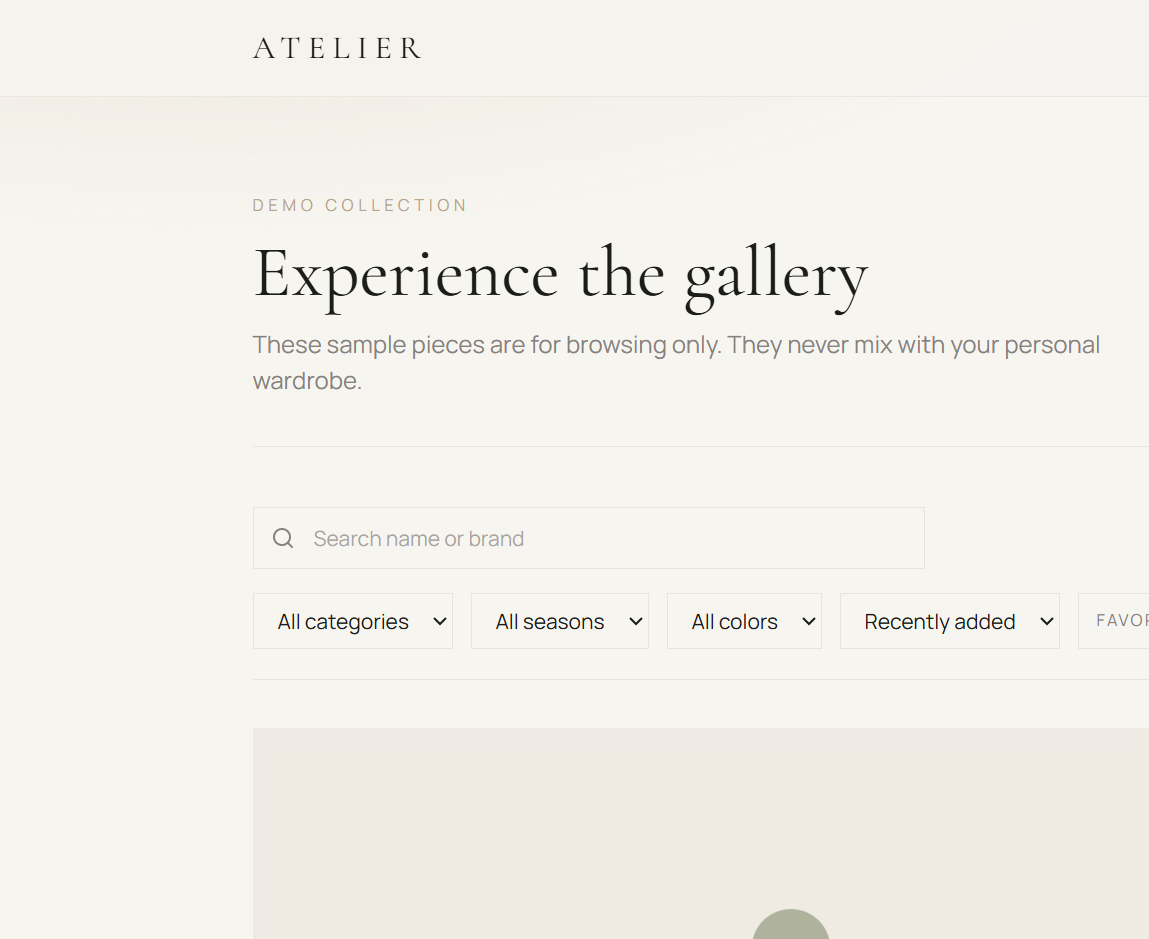 ATELIER
DEMO COLLECTION
Experience the gallery
These sample pieces are for browsing only. They never mix with your personal
wardrobe.
Search name or brand
All categories
All seasons
All colors
Recently added